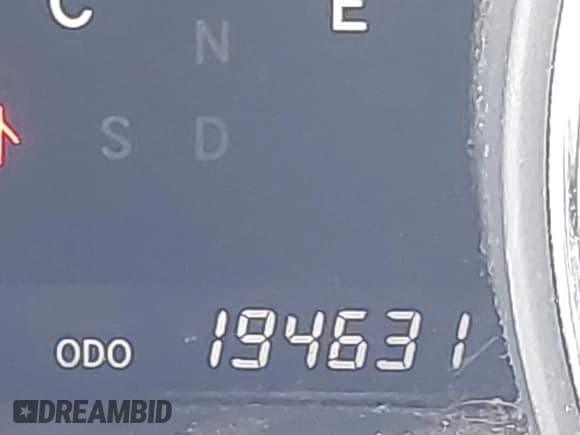 C E
N
S D
ODO 194631
DREAMBID